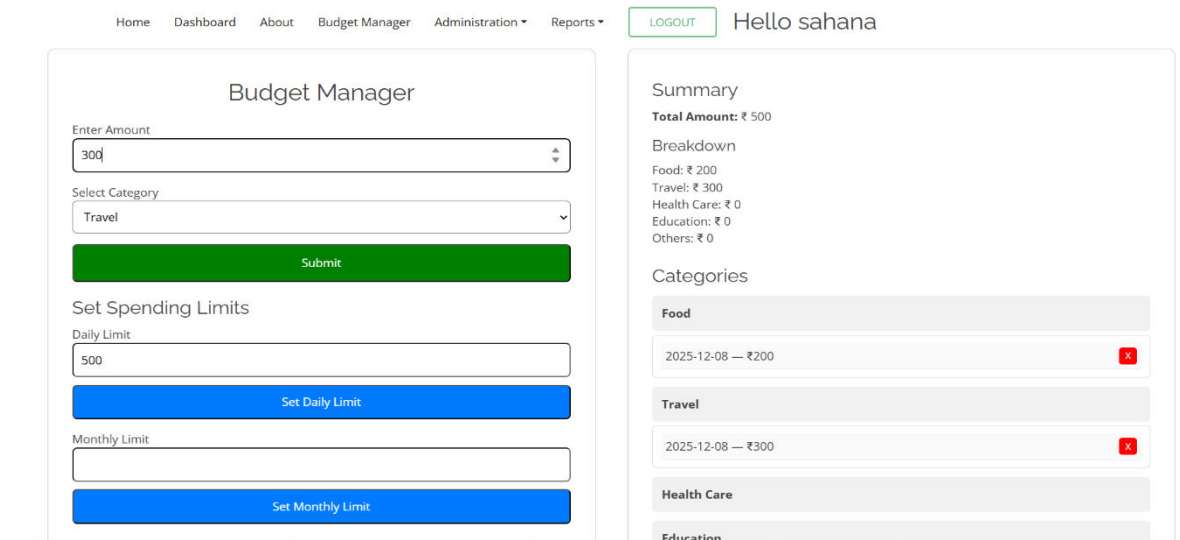 Home Dashboard About Budget Manager Administration Reports LOGOUT Hello sahana
Budget Manager
Enter Amount
300
Select Category
Travel
Submit
Set Spending Limits
Daily Limit
500
Set Daily Limit
Monthly Limit
Set Monthly Limit
Summary
Total Amount: ₹ 500
Breakdown
Food: ₹ 200
Travel: ₹ 300
Health Care: ₹ 0
Education: ₹ 0
Others: ₹ 0
Categories
Food
2025-12-08 — ₹200 X
Travel
2025-12-08 — ₹300 X
Health Care
Education